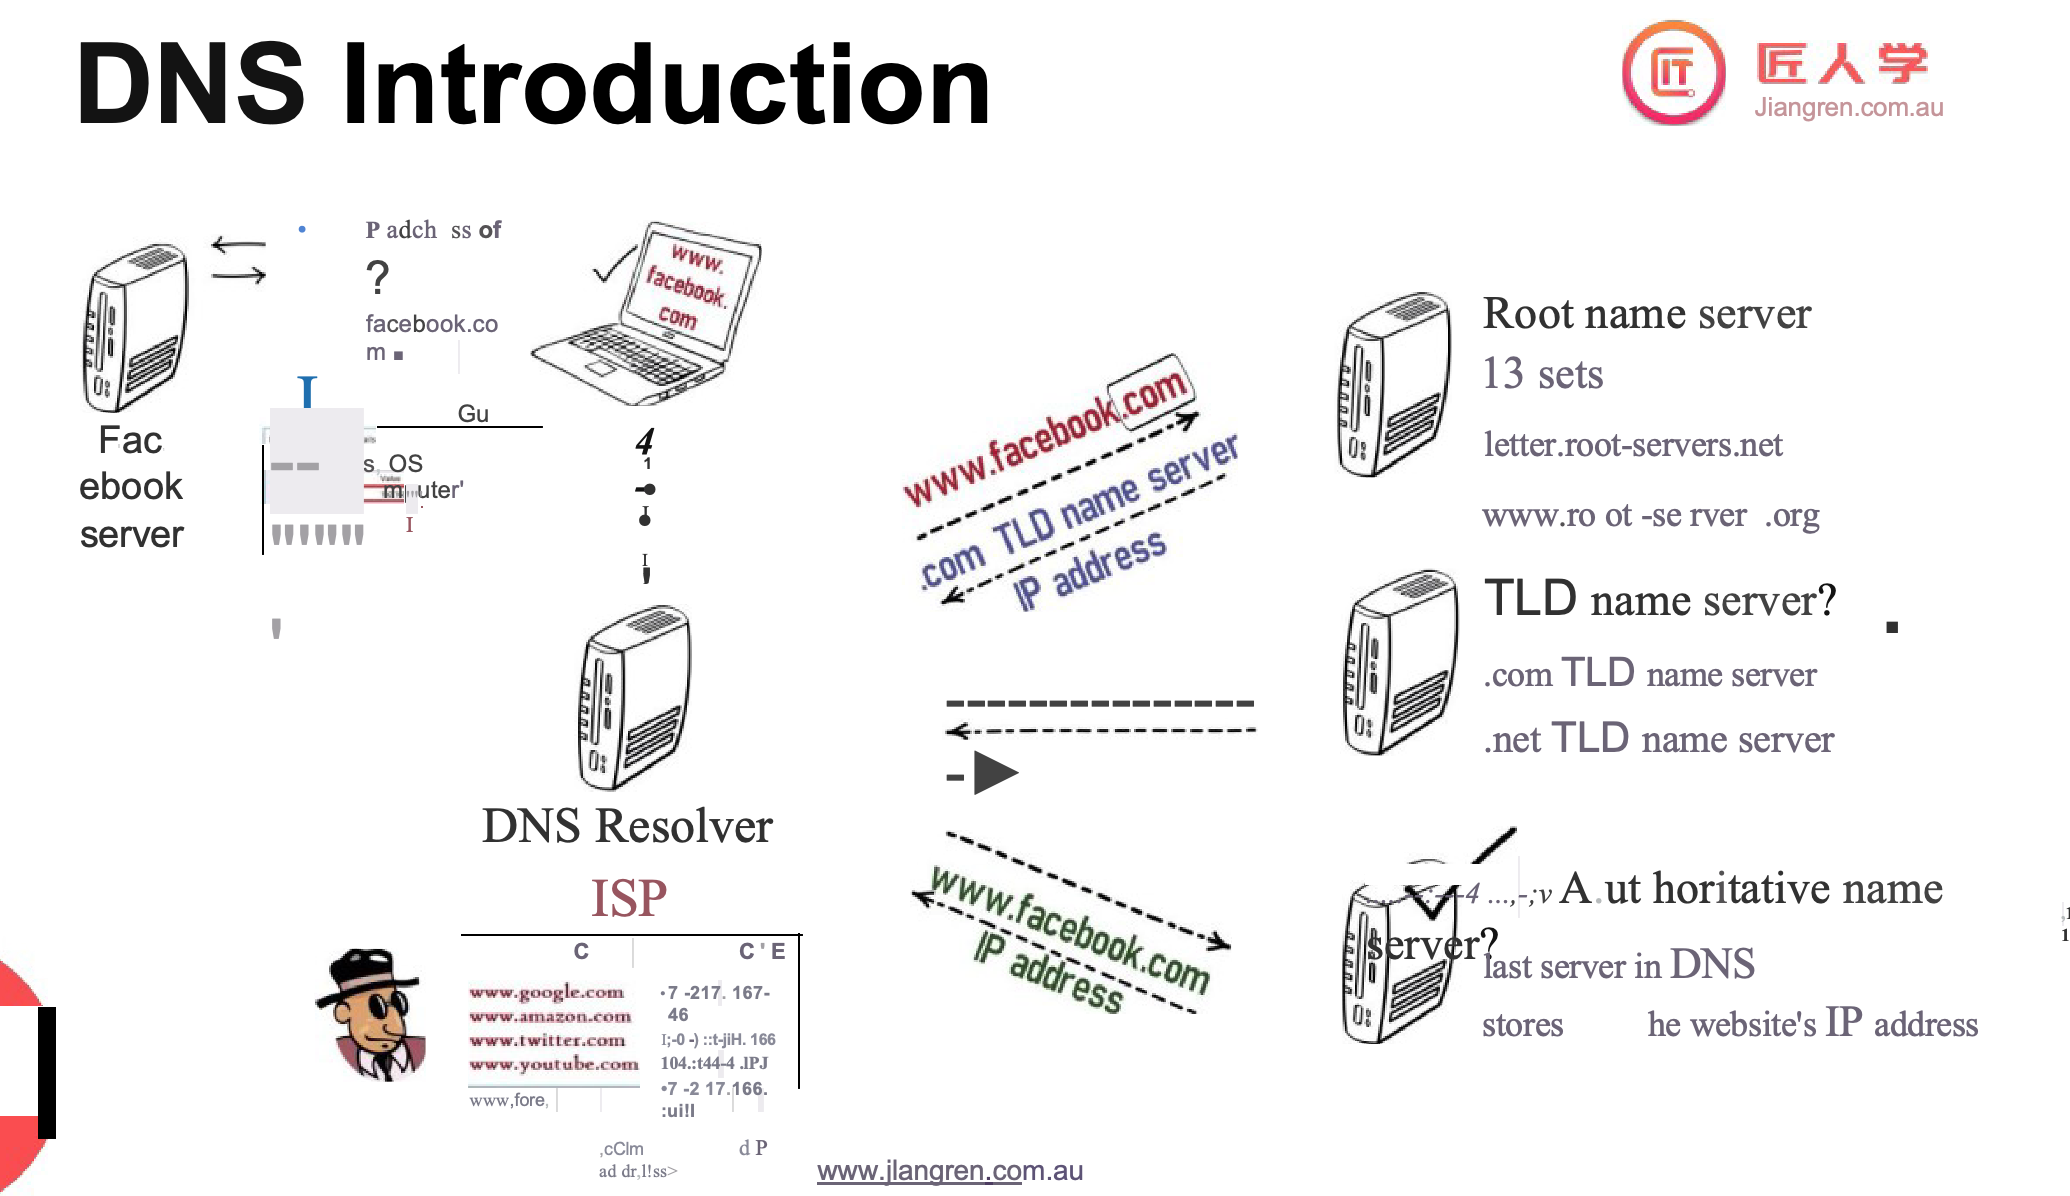 DNS Introduction
匠人学
Jiangren.com.au
P adch ss of
?
facebook.co
m ▪
www.
facebook.
com
Gu
s, OS
uter'
I
I
Fac
ebook
server
4
1
I
I
DNS Resolver
ISP
C C ' E
www.google.com
www.amazon.com
www.twitter.com
www.youtube.com
www,fore,
•7 -217. 167-
46
I;-0 -) ::t-jiH. 166
104.:t44-4 .lPJ
•7 -2 17.166.
:ui!l
,cClm d P
ad dr,l!ss>
www.facebook.com
.com TLD name server
IP address
www.facebook.com
IP address
Root name server
13 sets
letter.root-servers.net
www.ro ot -se rver .org
TLD name server?
.com TLD name server
.net TLD name server
A.ut horitative name
server?
last server in DNS
stores he website's IP address
www.jlangren.com.au